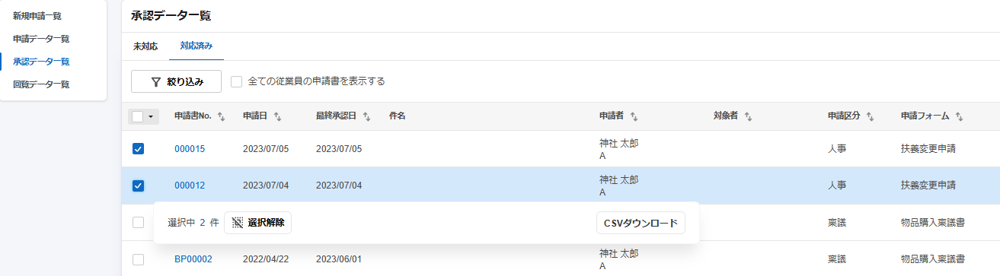 新規申請一覧
申請データ一覧
承認データ一覧
回覧データ一覧
承認データ一覧
未対応 対応済み
絞り込み 全ての従業員の申請書を表示する
申請書No. 申請日 最終承認日 件名 申請者 対象者 申請区分 申請フォーム
000015 2023/07/05 2023/07/05 神社 太郎 人事 扶養変更申請
A
000012 2023/07/04 2023/07/04 神社 太郎 人事 扶養変更申請
A
選択中 2 件 選択解除 CSVダウンロード 稟議 物品購入稟議書
BP00002 2022/04/22 2023/06/01 神社 太郎 稟議 物品購入稟議書
A